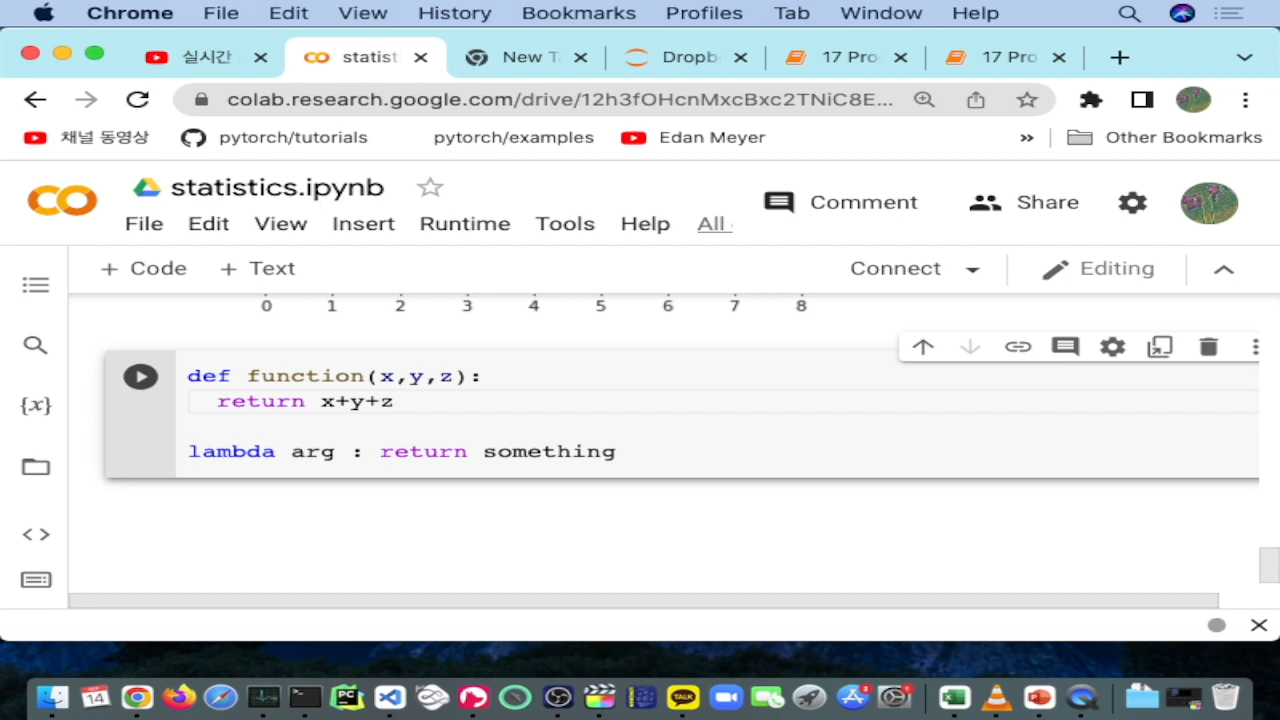 Chrome File Edit View History Bookmarks Profiles Tab Window Help
실시간 statist New T Dropb 17 Pro 17 Pro
colab.research.google.com/drive/12h3fOHcnMxcBxc2TNiC8E...
채널 동영상 pytorch/tutorials pytorch/examples Edan Meyer » Other Bookmarks
statistics.ipynb
Comment Share
File Edit View Insert Runtime Tools Help All
+ Code + Text Connect Editing
0 1 2 3 4 5 6 7 8
{x}
def function(x,y,z):
return x+y+z
lambda arg : return something
14 PC TALK